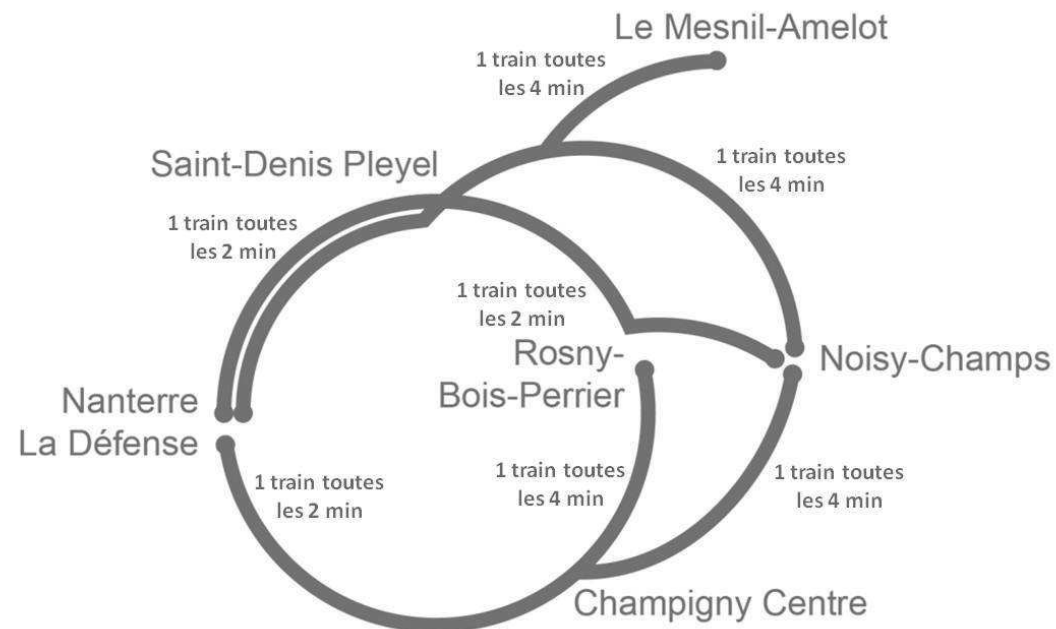 Le Mesnil-Amelot
1 train toutes
les 4 min
Saint-Denis Pleyel
1 train toutes
les 4 min
1 train toutes
les 2 min
1 train toutes
les 2 min
Rosny-
Bois-Perrier
Noisy-Champs
Nanterre
La Défense
1 train toutes
les 2 min
1 train toutes
les 4 min
1 train toutes
les 4 min
Champigny Centre